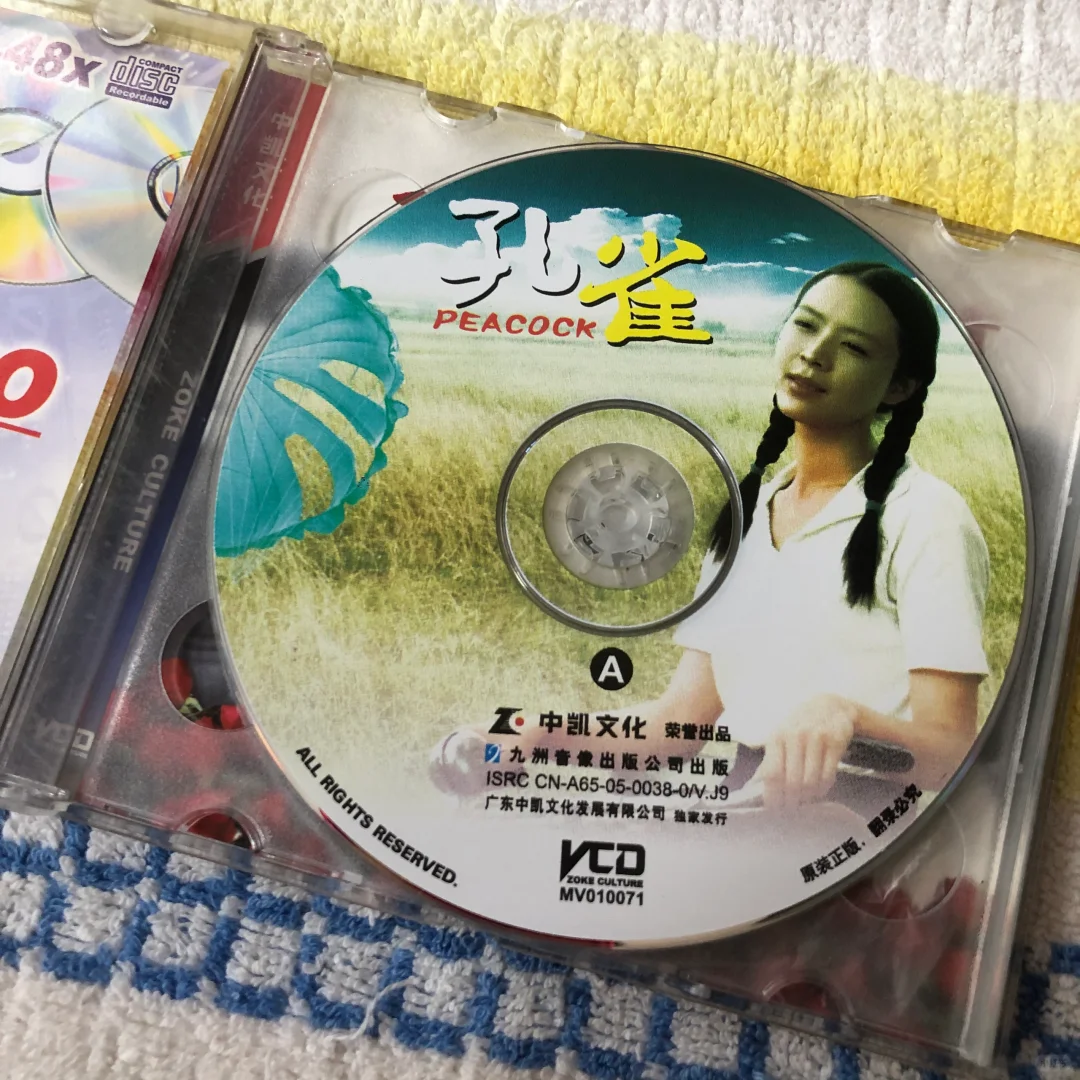 48x
COMPACT
disc
Recordable
中凯文化
ZOKE CULTURE
VCD
孔雀
PEACOCK
A
中凯文化 荣誉出品
九洲音像出版公司出版
ISRC CN-A65-05-0038-0/V.J9
广东中凯文化发展有限公司 独家发行
VCD
ZOKE CULTURE
MV010071
ALL RIGHTS RESERVED.
原装正版，翻录必究